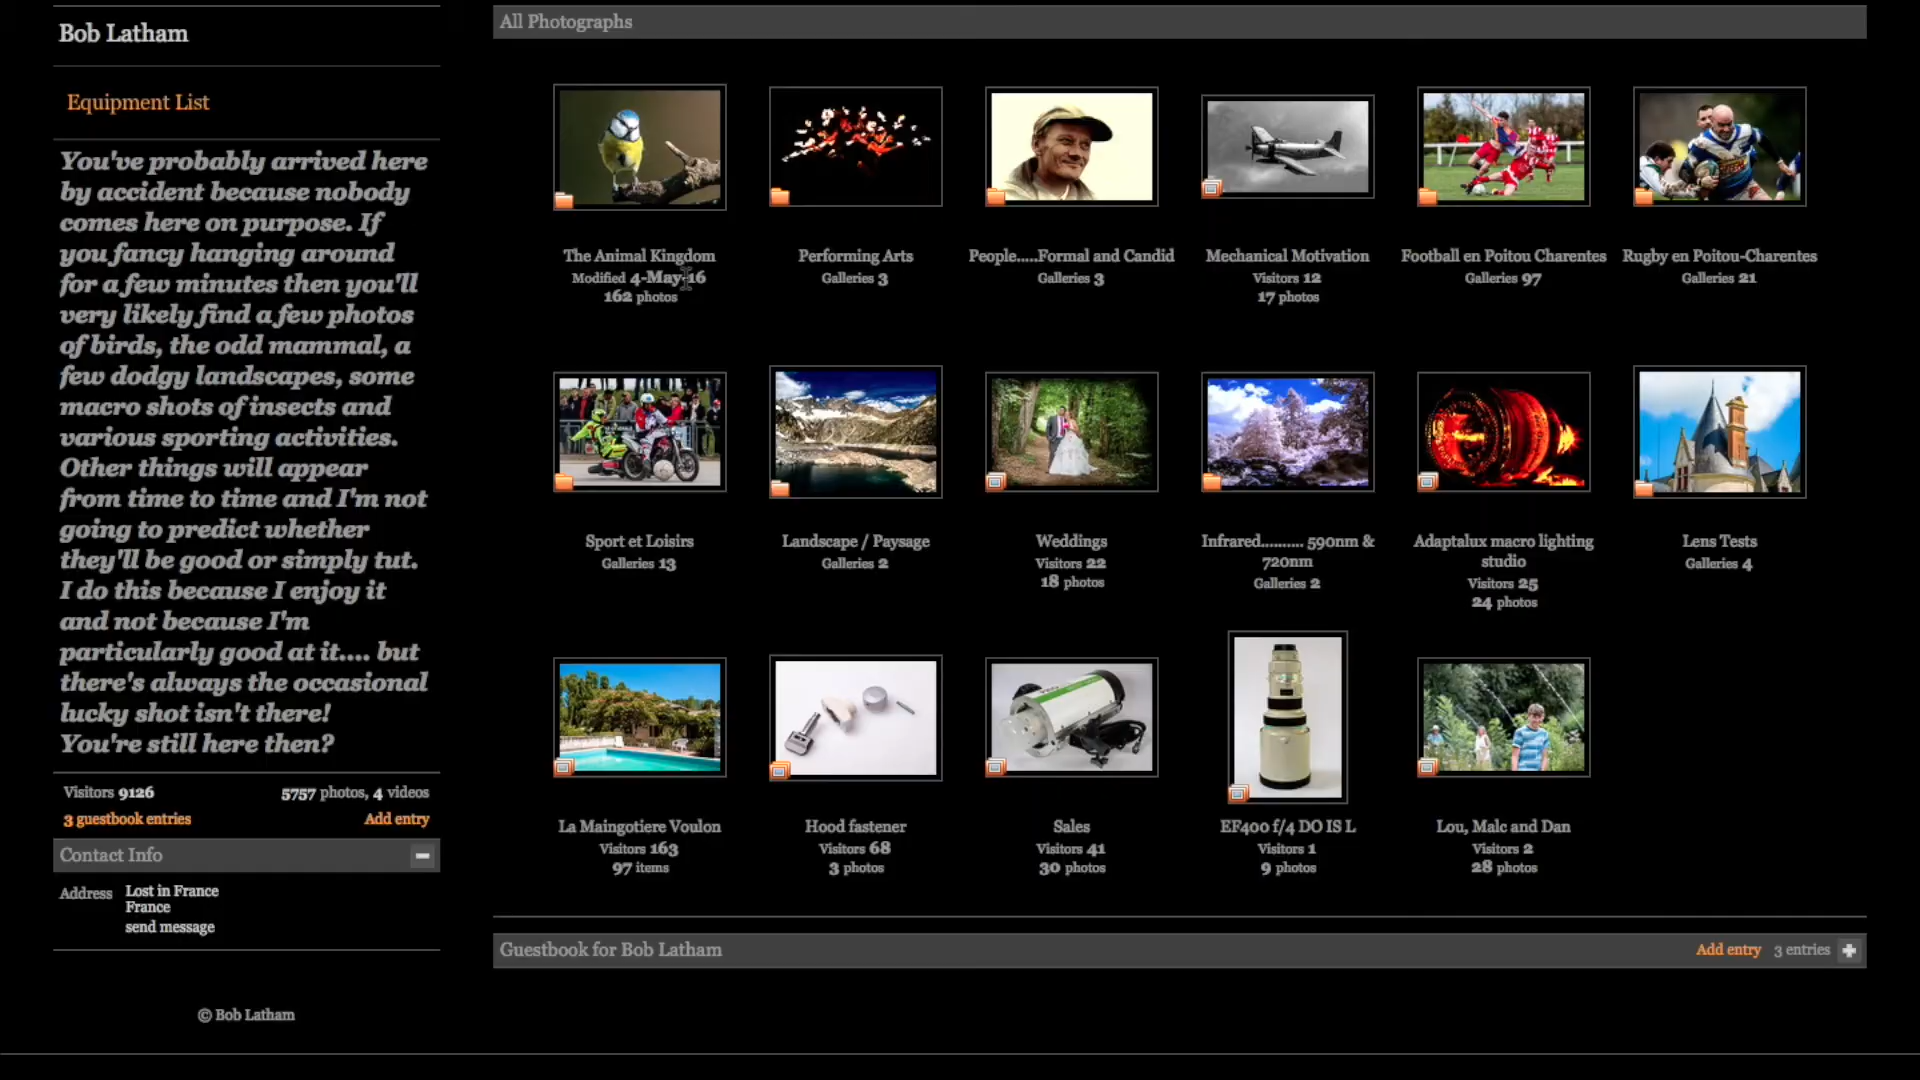 Bob Latham
Equipment List
You've probably arrived here
by accident because nobody
comes here on purpose. If
you fancy hanging around
for a few minutes then you'll
very likely find a few photos
of birds, the odd mammal, a
few dodgy landscapes, some
macro shots of insects and
various sporting activities.
Other things will appear
from time to time and I'm not
going to predict whether
they'll be good or simply tut.
I do this because I enjoy it
and not because I'm
particularly good at it.... but
there's always the occasional
lucky shot isn't there!
You're still here then?
Visitors 9126
5757 photos, 4 videos
3 guestbook entries
Add entry
Contact Info
Address
Lost in France
France
send message
© Bob Latham
All Photographs
The Animal Kingdom
Modified 4-May-16
162 photos
Performing Arts
Galleries 3
People.....Formal and Candid
Galleries 3
Mechanical Motivation
Visitors 12
17 photos
Football en Poitou Charentes
Galleries 97
Rugby en Poitou-Charentes
Galleries 21
Sport et Loisirs
Galleries 13
Landscape / Paysage
Galleries 2
Weddings
Visitors 22
18 photos
Infrared.......... 590nm &
720nm
Galleries 2
Adaptalux macro lighting
studio
Visitors 25
24 photos
Lens Tests
Galleries 4
La Maingotiere Voulon
Visitors 163
97 items
Hood fastener
Visitors 68
3 photos
Sales
Visitors 41
30 photos
EF400 f/4 DO IS L
Visitors 1
9 photos
Lou, Malc and Dan
Visitors 2
28 photos
Guestbook for Bob Latham
Add entry
3 entries